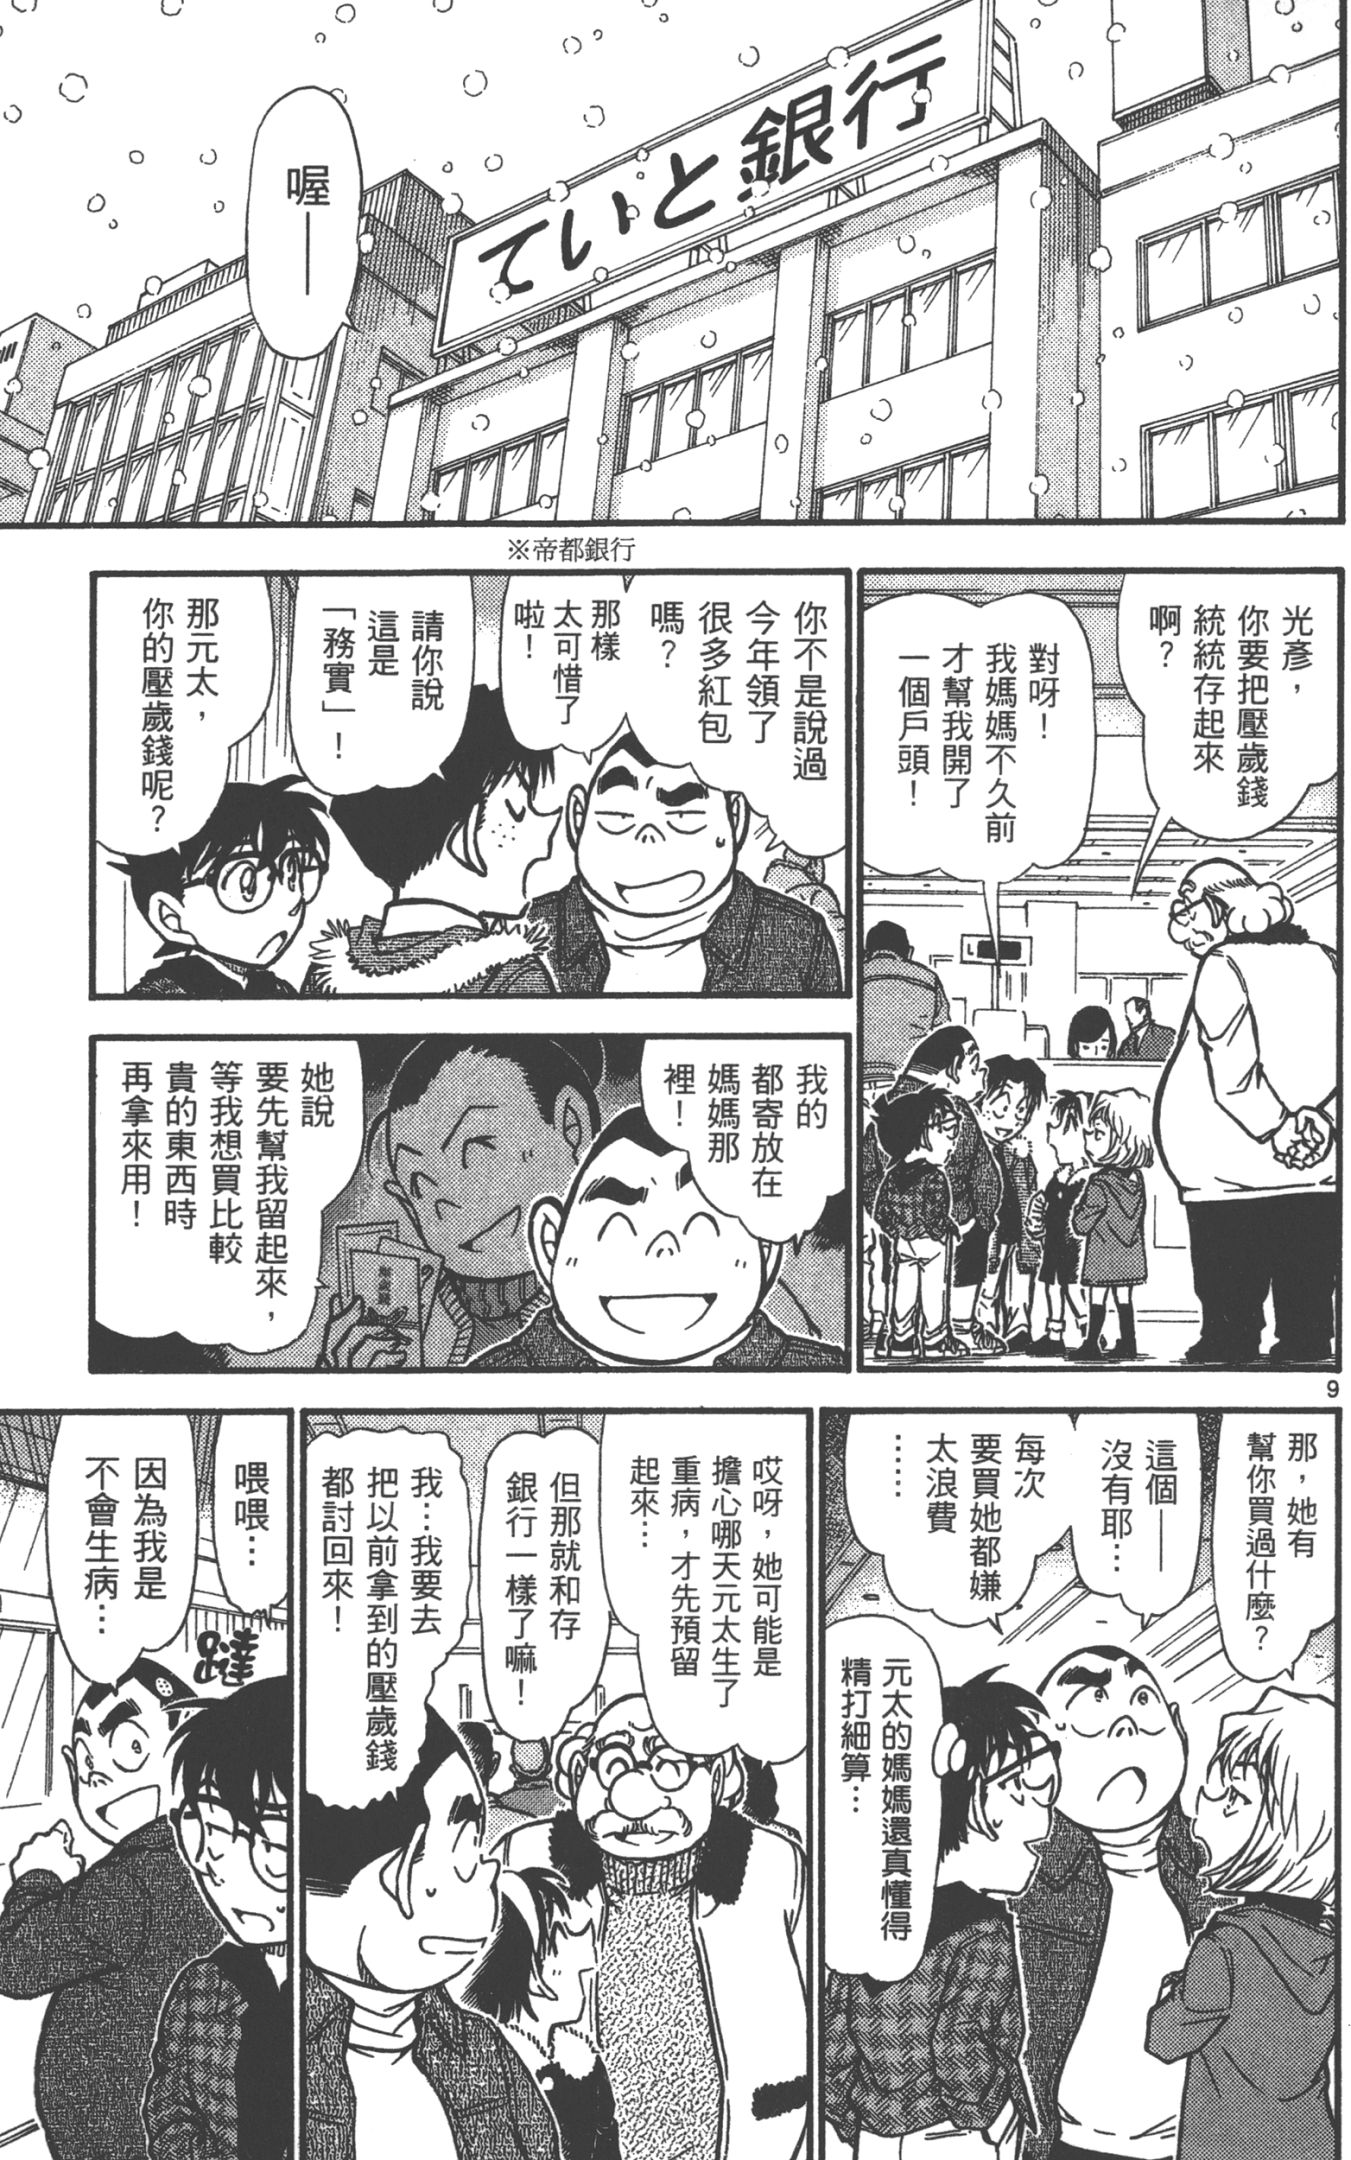 ていと銀行
喔──
※帝都銀行
光彥，
你要把壓歲錢
統統存起來
啊？
對呀！
我媽媽不久前
才幫我開了
一個戶頭！
你不是說過
今年領了
很多紅包
嗎？
那樣
太可惜了
啦！
請你說
這是
「務實」！
那元太，
你的壓歲錢呢？
我的
都寄放在
媽媽那
裡！
她說
要先幫我留起來，
等我想買比較
貴的東西時
再拿來用！
9
那，她有
幫你買過什麼？
這個──
沒有耶…
每次
要買她都嫌
太浪費
……
元太的媽媽還真懂得
精打細算…
哎呀，她可能是
擔心哪天元太生了
重病，才先預留
起來…
但那就和存
銀行一樣了嘛！
我…我要去
把以前拿到的壓歲錢
都討回來！
喂喂…
因為我是
不會生病…
躂